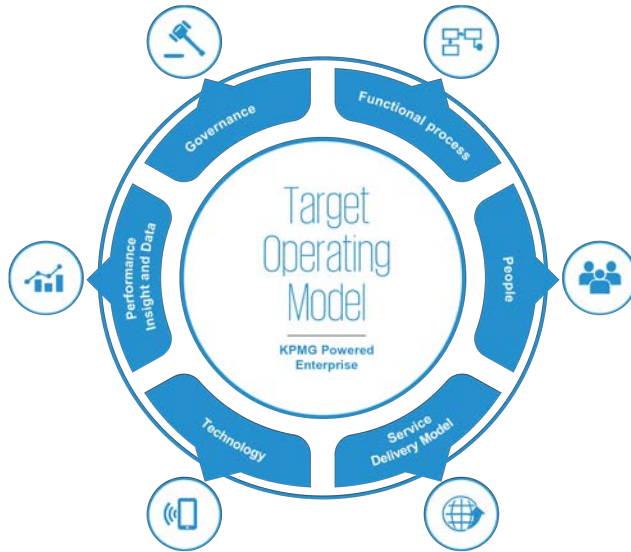 Governance
Functional process
Target
Operating
Model
KPMG Powered
Enterprise
Performance
Insight and Data
People
Technology
Service
Delivery Model